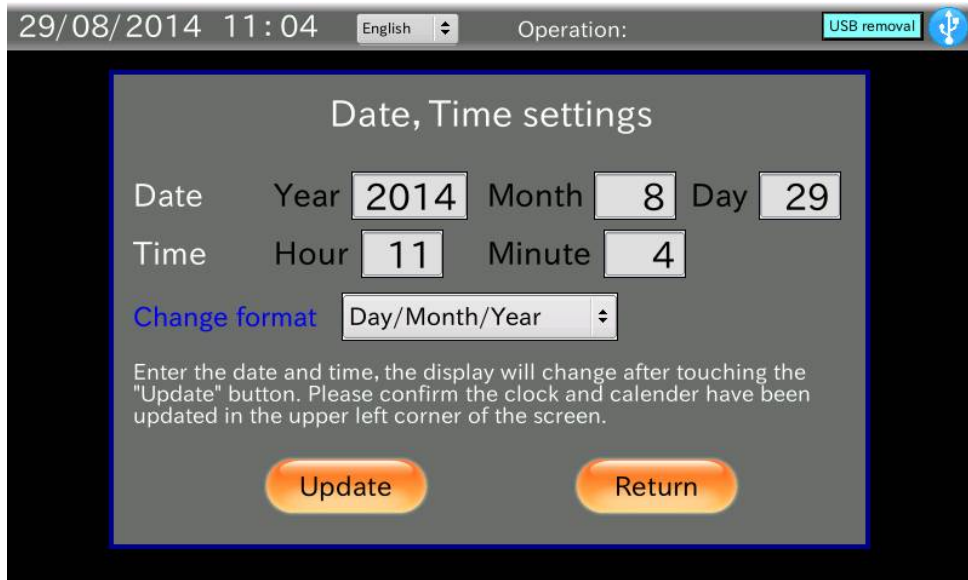 29/08/2014 11:04 English Operation: USB removal
Date, Time settings
Date Year 2014 Month 8 Day 29
Time Hour 11 Minute 4
Change format Day/Month/Year
Enter the date and time, the display will change after touching the
"Update" button. Please confirm the clock and calender have been
updated in the upper left corner of the screen.
Update Return